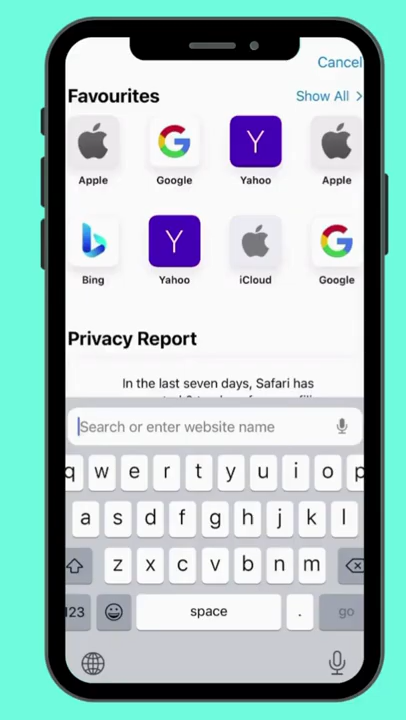 Cancel
Favourites
Show All >
Apple
Google
Yahoo
Apple
Bing
Yahoo
iCloud
Google
Privacy Report
In the last seven days, Safari has
Search or enter website name
q w e r t y u i o p
a s d f g h j k l
z x c v b n m
123 space . go